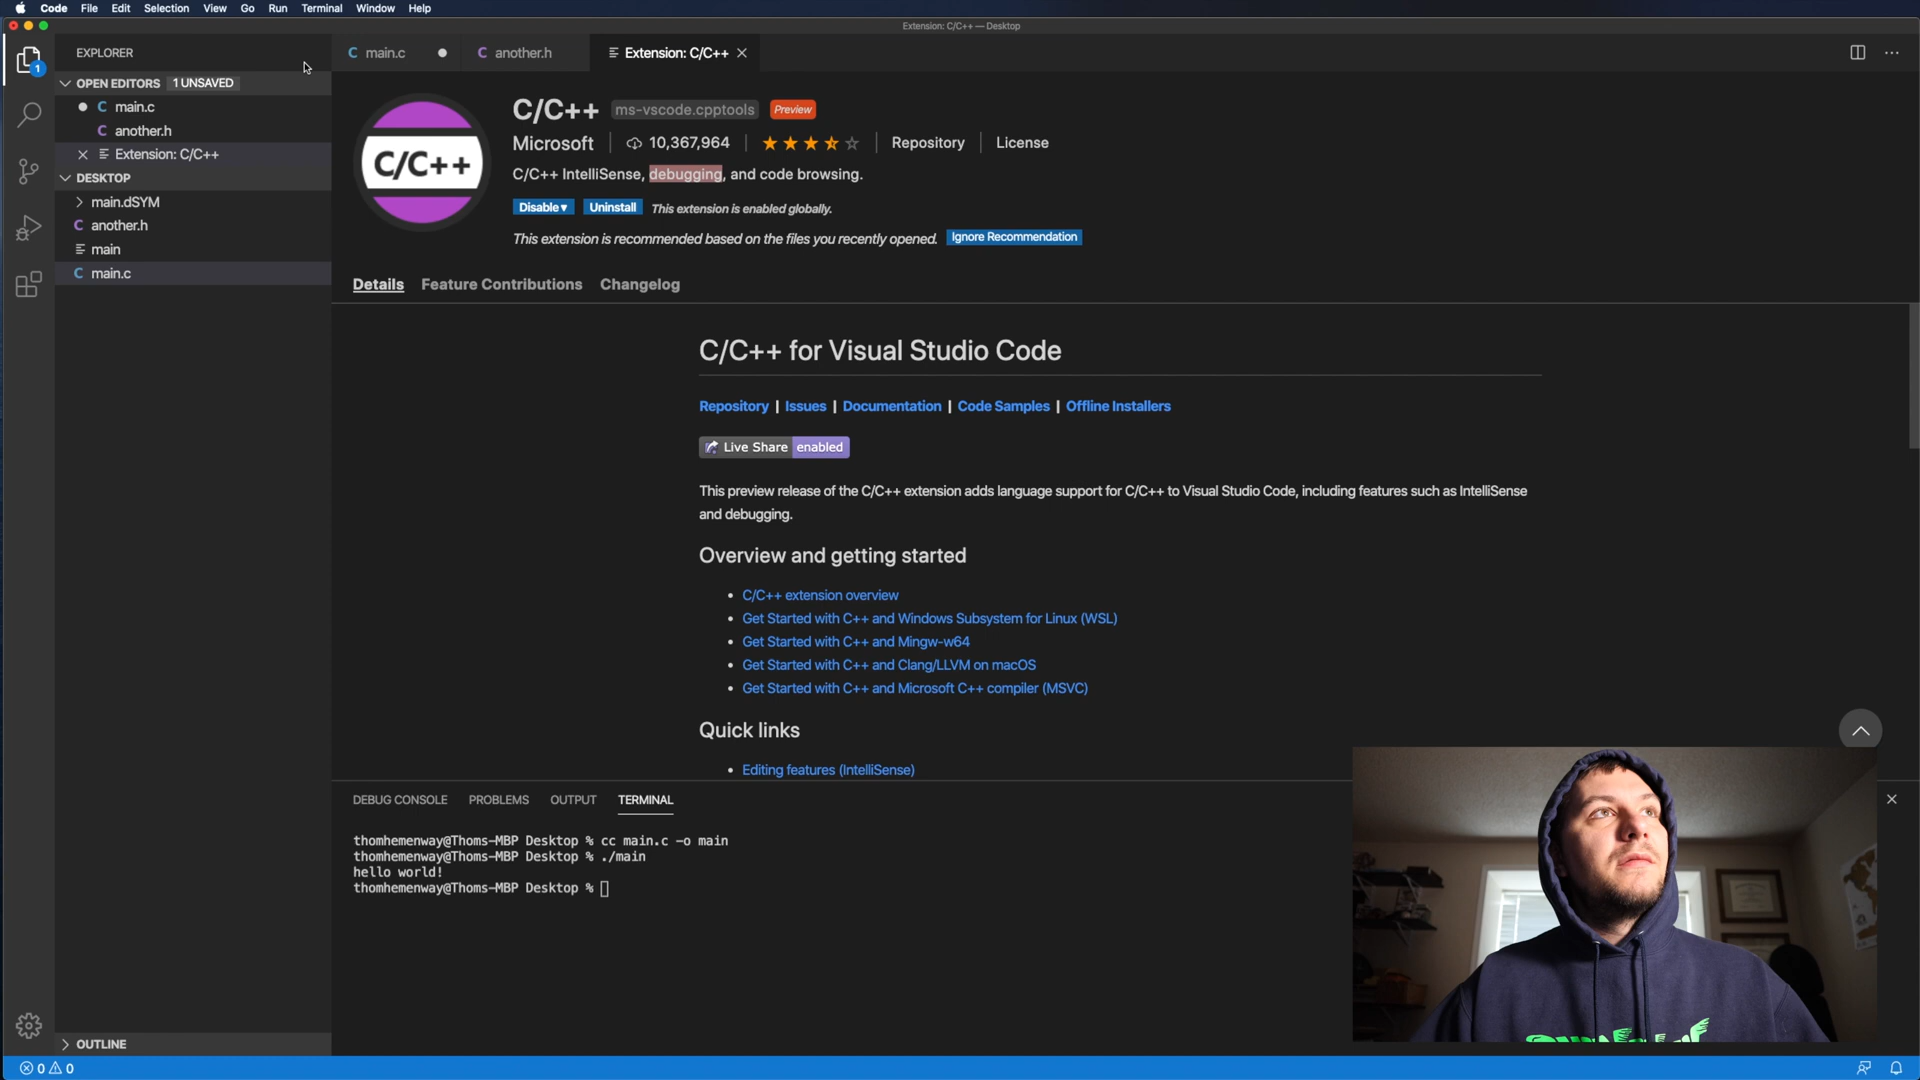 Code File Edit Selection View Go Run Terminal Window Help
Extension: C/C++ — Desktop
EXPLORER
OPEN EDITORS 1 UNSAVED
C main.c
C another.h
Extension: C/C++
DESKTOP
main.dSYM
C another.h
main
C main.c
OUTLINE
1
C main.c
C another.h
Extension: C/C++
C/C++
C/C++ ms-vscode.cpptools Preview
Microsoft 10,367,964 Repository License
C/C++ IntelliSense, debugging, and code browsing.
Disable Uninstall This extension is enabled globally.
This extension is recommended based on the files you recently opened. Ignore Recommendation
Details Feature Contributions Changelog
C/C++ for Visual Studio Code
Repository | Issues | Documentation | Code Samples | Offline Installers
Live Share enabled
This preview release of the C/C++ extension adds language support for C/C++ to Visual Studio Code, including features such as IntelliSense
and debugging.
Overview and getting started
• C/C++ extension overview
• Get Started with C++ and Windows Subsystem for Linux (WSL)
• Get Started with C++ and Mingw-w64
• Get Started with C++ and Clang/LLVM on macOS
• Get Started with C++ and Microsoft C++ compiler (MSVC)
Quick links
• Editing features (IntelliSense)
DEBUG CONSOLE PROBLEMS OUTPUT TERMINAL
thomhemenway@Thoms-MBP Desktop % cc main.c -o main
thomhemenway@Thoms-MBP Desktop % ./main
hello world!
thomhemenway@Thoms-MBP Desktop %
0 0